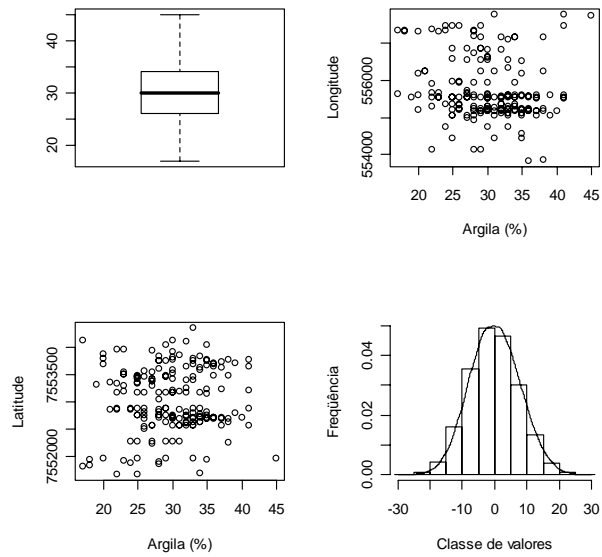 40
30
20
Longitude
556000
554000
20 25 30 35 40 45
Argila (%)
Latitude
7553500
7552000
20 25 30 35 40 45
Argila (%)
Freqüência
0.04
0.02
0.00
-30 -10 0 10 20 30
Classe de valores